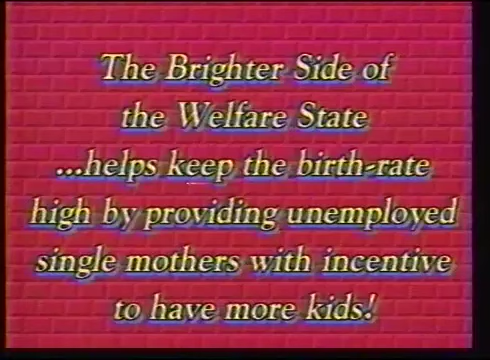 The Brighter Side of
the Welfare State
...helps keep the birth-rate
high by providing unemployed
single mothers with incentive
to have more kids!